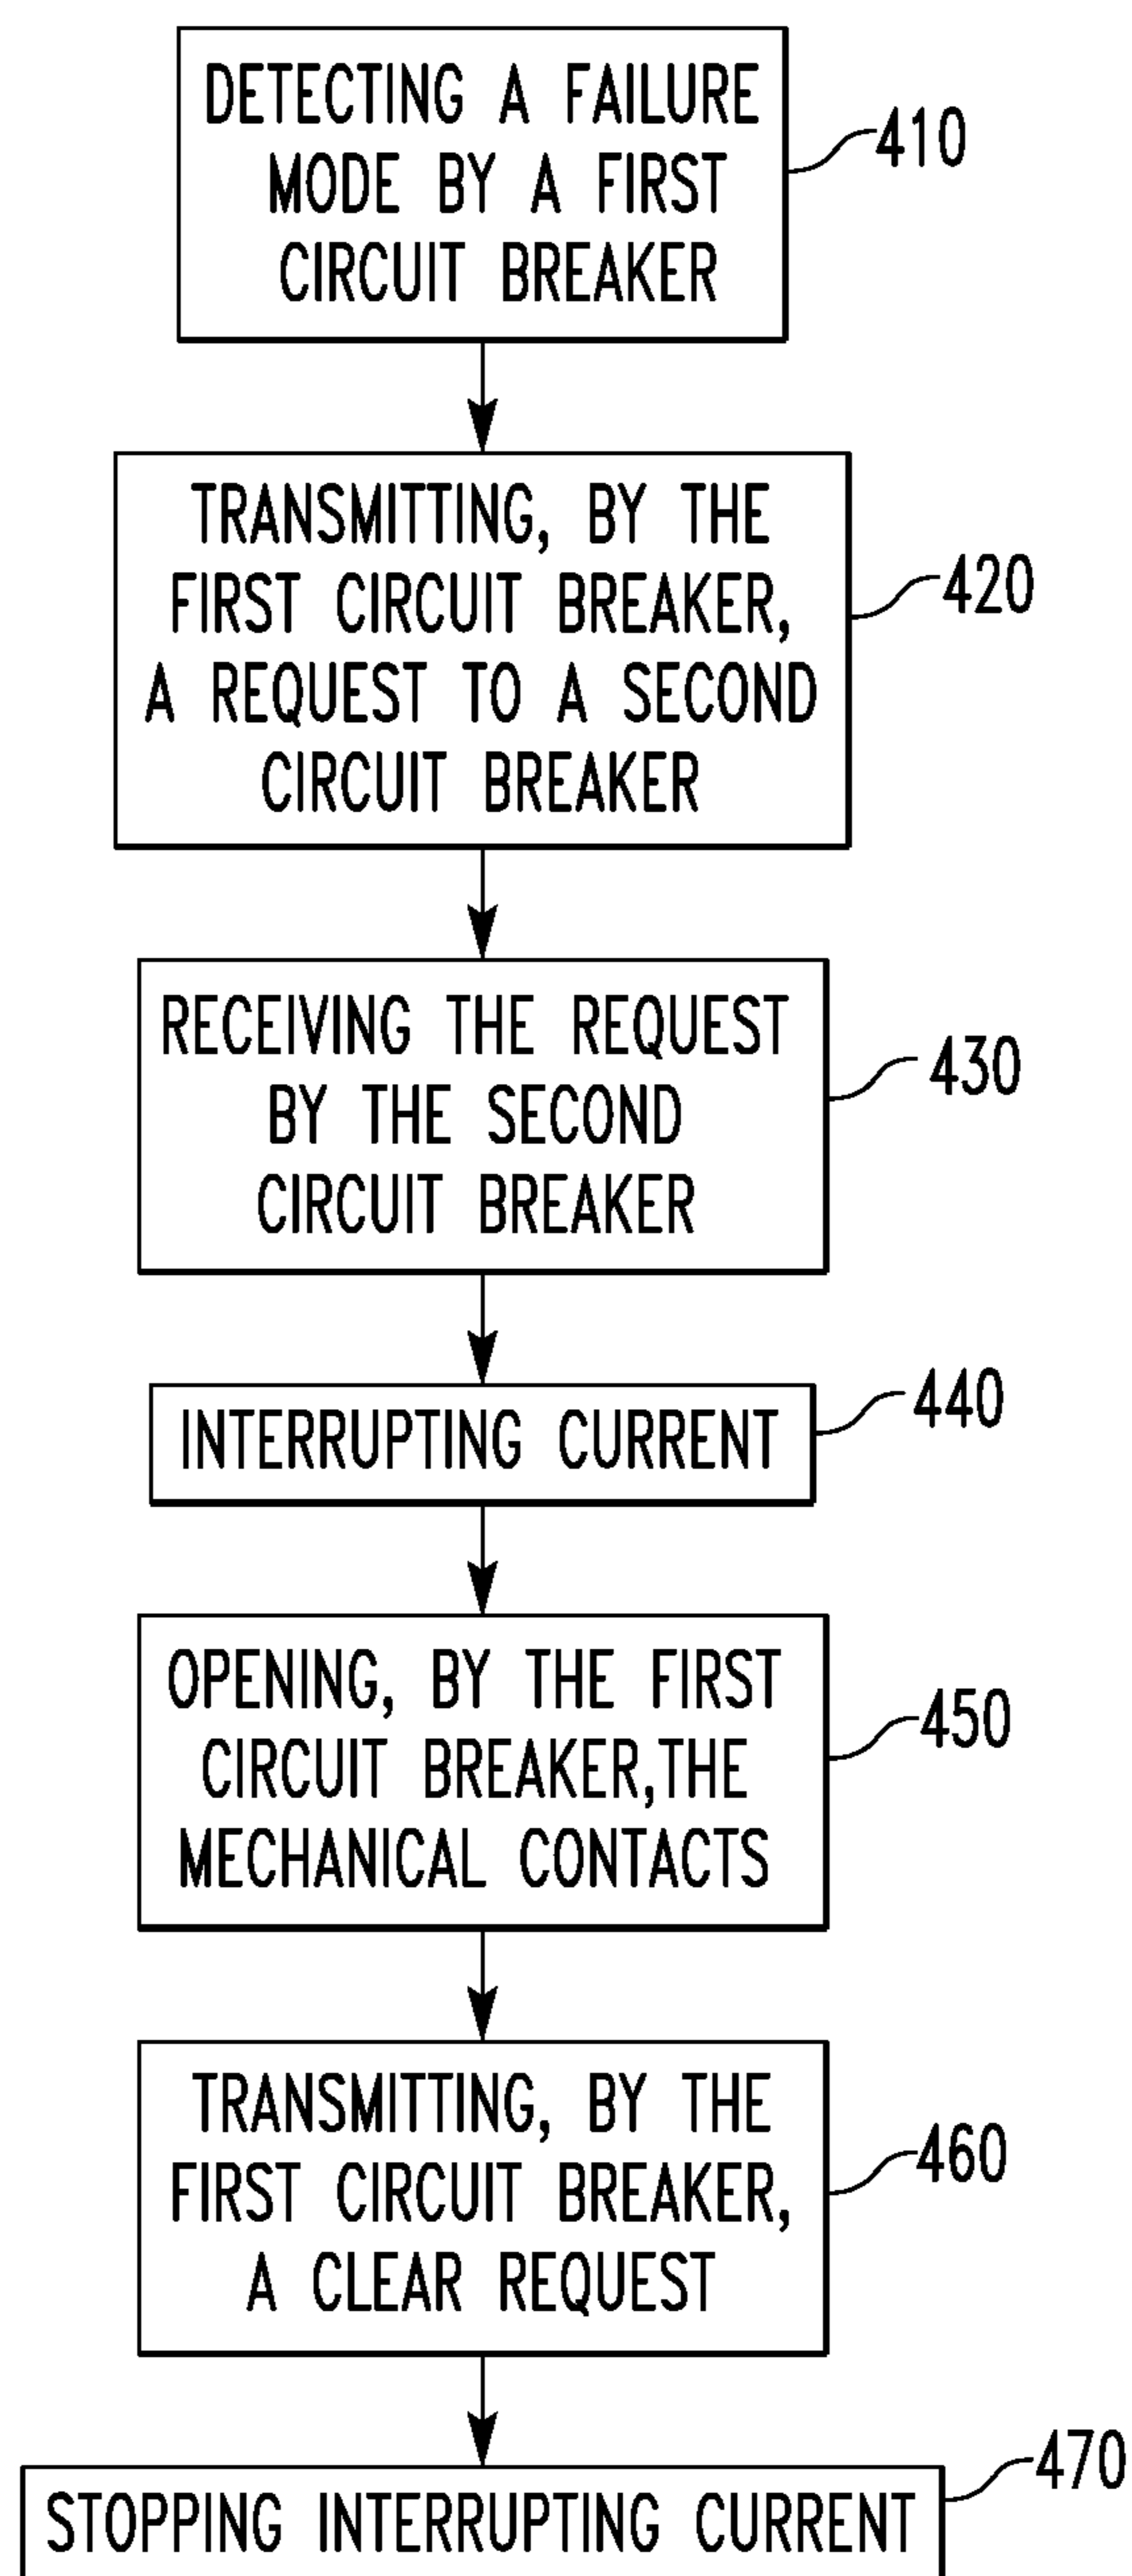 DETECTING A FAILURE
MODE BY A FIRST
CIRCUIT BREAKER
410
TRANSMITTING, BY THE
FIRST CIRCUIT BREAKER,
A REQUEST TO A SECOND
CIRCUIT BREAKER
420
RECEIVING THE REQUEST
BY THE SECOND
CIRCUIT BREAKER
430
INTERRUPTING CURRENT
440
OPENING, BY THE FIRST
CIRCUIT BREAKER,THE
MECHANICAL CONTACTS
450
TRANSMITTING, BY THE
FIRST CIRCUIT BREAKER,
A CLEAR REQUEST
460
STOPPING INTERRUPTING CURRENT
470